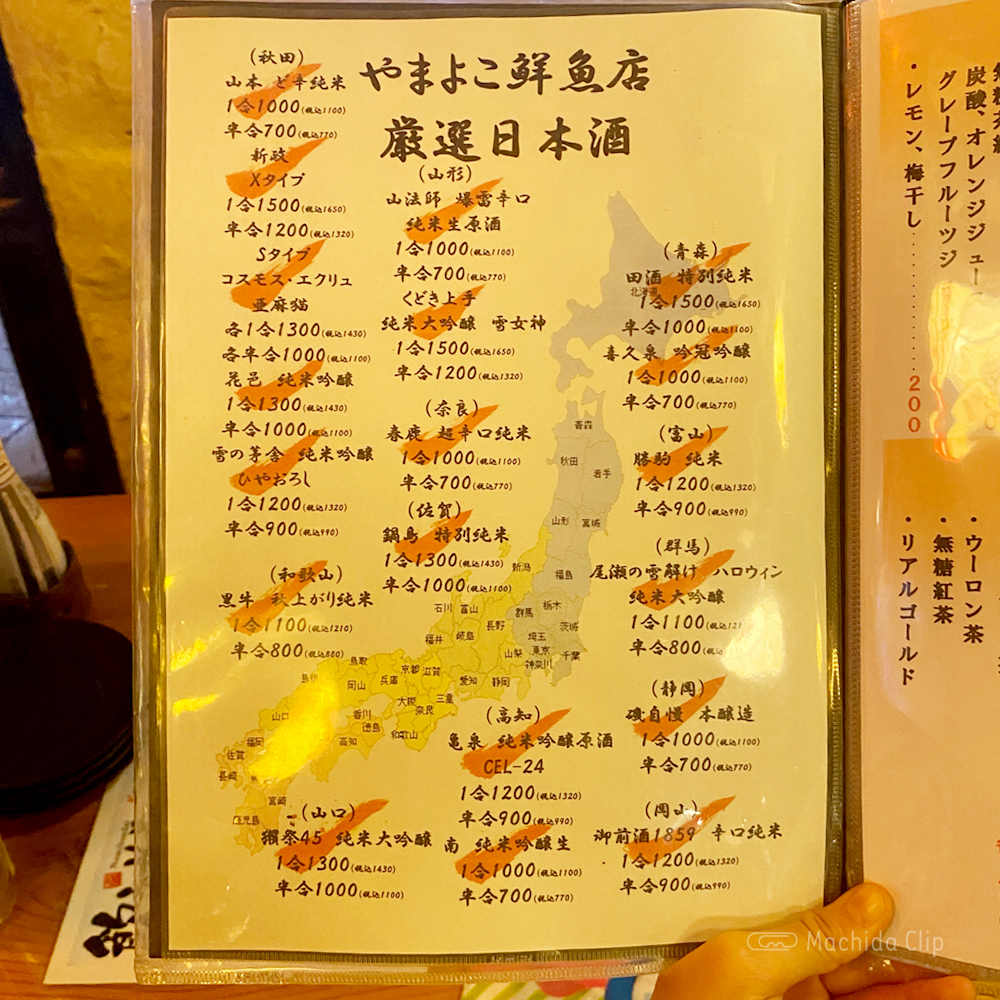 やまよこ鮮魚店
厳選日本酒
(秋田)
山本 ど辛純米
1合1000(税込1100)
半合700(税込770)
新政
Xタイプ
1合1500(税込1650)
半合1200(税込1320)
Sタイプ
コスモス・エクリュ
亜麻猫
各1合1300(税込1430)
各半合1000(税込1100)
花邑 純米吟醸
1合1300(税込1430)
半合1000(税込1100)
雪の茅舎 純米吟醸
ひやおろし
1合1200(税込1320)
半合900(税込990)
(和歌山)
黒牛 秋上がり純米
1合1100(税込1210)
半合800(税込880)
(山口)
獺祭45 純米大吟醸
1合1300(税込1430)
半合1000(税込1100)
(山形)
山法師 爆雷辛口
純米生原酒
1合1000(税込1100)
半合700(税込770)
くどき上手
純米大吟醸 雪女神
1合1500(税込1650)
半合1200(税込1320)
(奈良)
春鹿 超辛口純米
1合1000(税込1100)
半合700(税込770)
(佐賀)
鍋島 特別純米
1合1300(税込1430)
半合1000(税込1100)
(高知)
亀泉 純米吟醸原酒
CEL-24
1合1200(税込1320)
半合900(税込990)
南 純米吟醸生
1合1000(税込1100)
半合700(税込770)
(青森)
田酒 特別純米
1合1500(税込1650)
半合1000(税込1100)
喜久泉 吟冠吟醸
1合1000(税込1100)
半合700(税込770)
(富山)
勝駒 純米
1合1200(税込1320)
半合900(税込990)
(群馬)
尾瀬の雪解け ハロウィン
純米大吟醸
1合1100
半合800
(静岡)
磯自慢 本醸造
1合1000(税込1100)
半合700(税込770)
(岡山)
御前酒1859 辛口純米
1合1200(税込1320)
半合900(税込990)
北海道
青森
秋田
岩手
山形
宮城
新潟
福島
石川
富山
群馬
栃木
長野
茨城
福井
岐阜
埼玉
山梨
東京
千葉
神奈川
鳥取
京都
滋賀
島根
岡山
兵庫
愛知
静岡
大阪
三重
奈良
山口
香川
徳島
和歌山
高知
福岡
佐賀
長崎
宮崎
鹿児島
炭酸、オレンジジュー
グレープフルーツジ
・レモン、梅干し............200
・ウーロン茶
・無糖紅茶
・リアルゴールド
Machida Clip